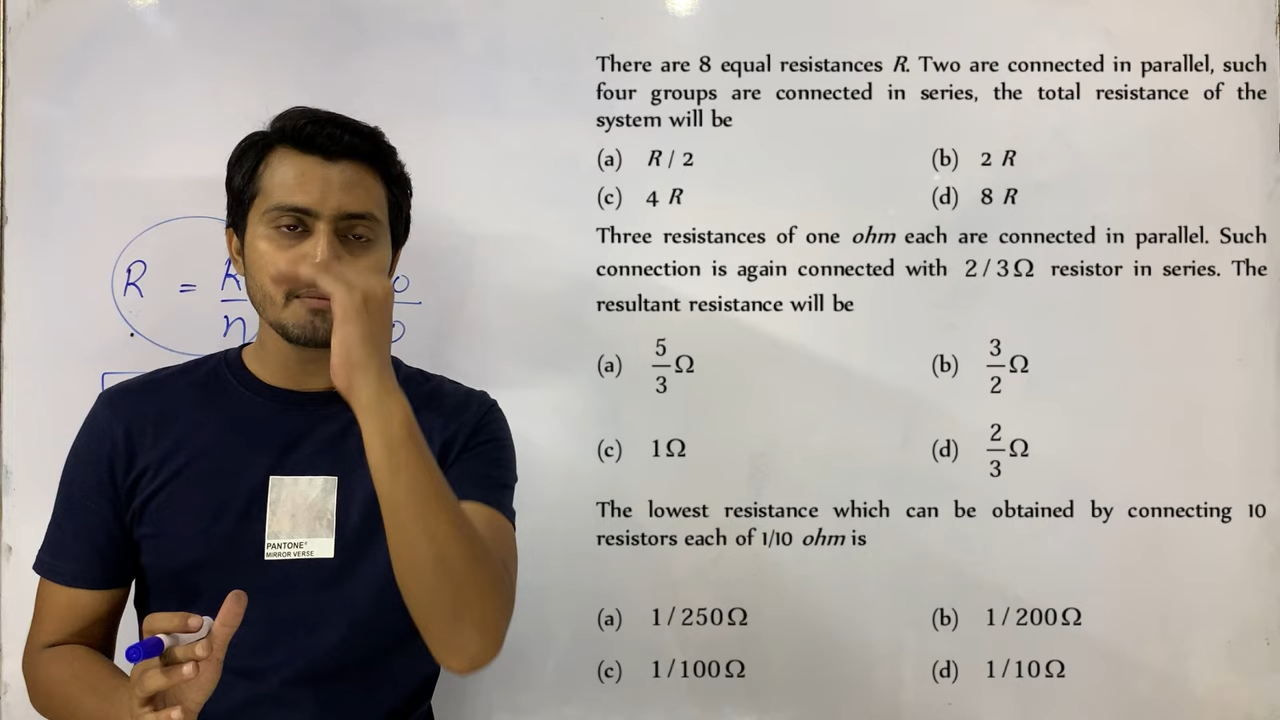 There are 8 equal resistances R. Two are connected in parallel, such
four groups are connected in series, the total resistance of the
system will be
(a) R / 2 (b) 2 R
(c) 4 R (d) 8 R
Three resistances of one ohm each are connected in parallel. Such
connection is again connected with 2 / 3 Ω resistor in series. The
resultant resistance will be
(a) 5/3 Ω (b) 3/2 Ω
(c) 1 Ω (d) 2/3 Ω
The lowest resistance which can be obtained by connecting 10
resistors each of 1/10 ohm is
(a) 1 / 250 Ω (b) 1 / 200 Ω
(c) 1 / 100 Ω (d) 1 / 10 Ω
R =
n
PANTONE®
MIRROR VERSE